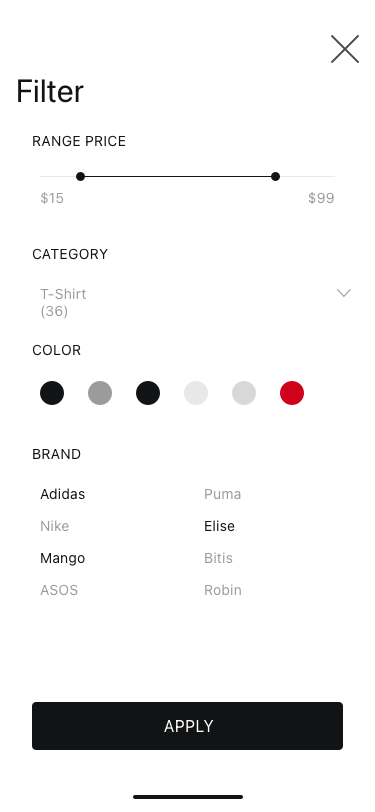 Filter
RANGE PRICE
$15
$99
CATEGORY
T-Shirt
(36)
COLOR
BRAND
Adidas
Puma
Nike
Elise
Mango
Bitis
ASOS
Robin
APPLY